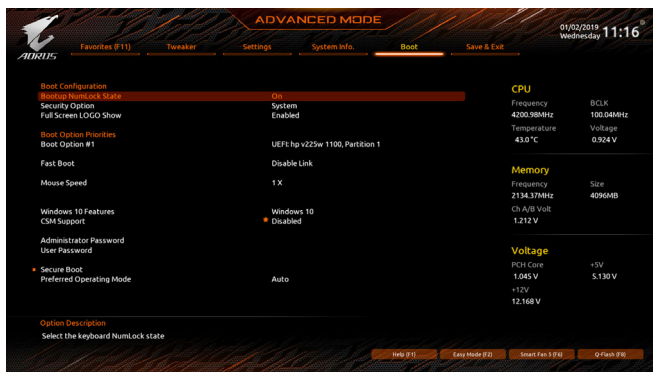 ADVANCED MODE
01/02/2019
Wednesday 11:16
AORUS
Favorites (F11) Tweaker Settings System Info. Boot Save & Exit
Boot Configuration
Bootup NumLock State On
Security Option System
Full Screen LOGO Show Enabled
Boot Option Priorities
Boot Option #1 UEFI: hp v225w 1100, Partition 1
Fast Boot Disable Link
Mouse Speed 1 X
Windows 10 Features Windows 10
CSM Support Disabled
Administrator Password
User Password
Secure Boot
Preferred Operating Mode Auto
CPU
Frequency BCLK
4200.98MHz 100.04MHz
Temperature Voltage
43.0 °C 0.924 V
Memory
Frequency Size
2134.37MHz 4096MB
Ch A/B Volt
1.212 V
Voltage
PCH Core +5V
1.045 V 5.130 V
+12V
12.168 V
Option Description
Select the keyboard NumLock state
Help (F1) Easy Mode (F2) Smart Fan 5 (F6) Q-Flash (F8)